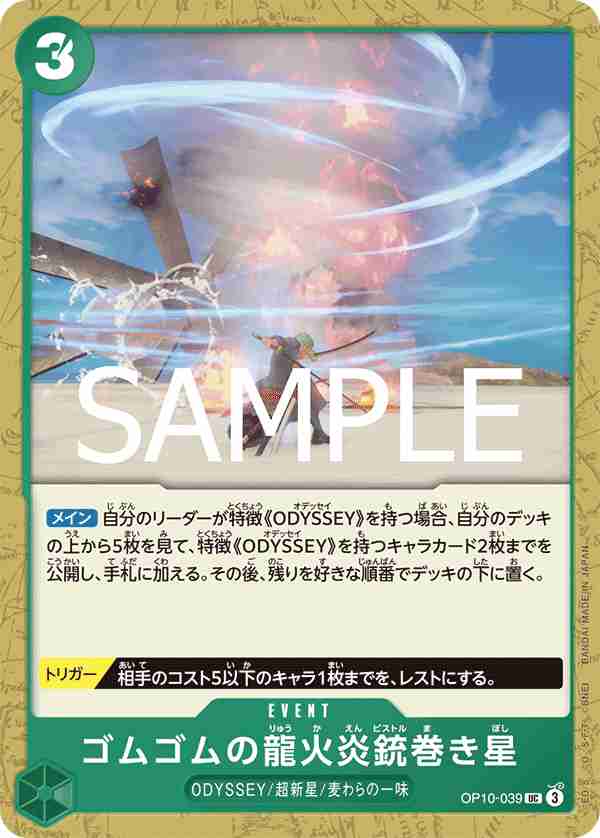 3
SAMPLE
メイン 自分のリーダーが特徴《ODYSSEY》を持つ場合、自分のデッキ
の上から5枚を見て、特徴《ODYSSEY》を持つキャラカード2枚までを
公開し、手札に加える。その後、残りを好きな順番でデッキの下に置く。
トリガー 相手のコスト5以下のキャラ1枚までを、レストにする。
EVENT
ゴムゴムの龍火炎銃巻き星
ODYSSEY/超新星/麦わらの一味
OP10-039 UC 3
BANDAI MADE IN JAPAN